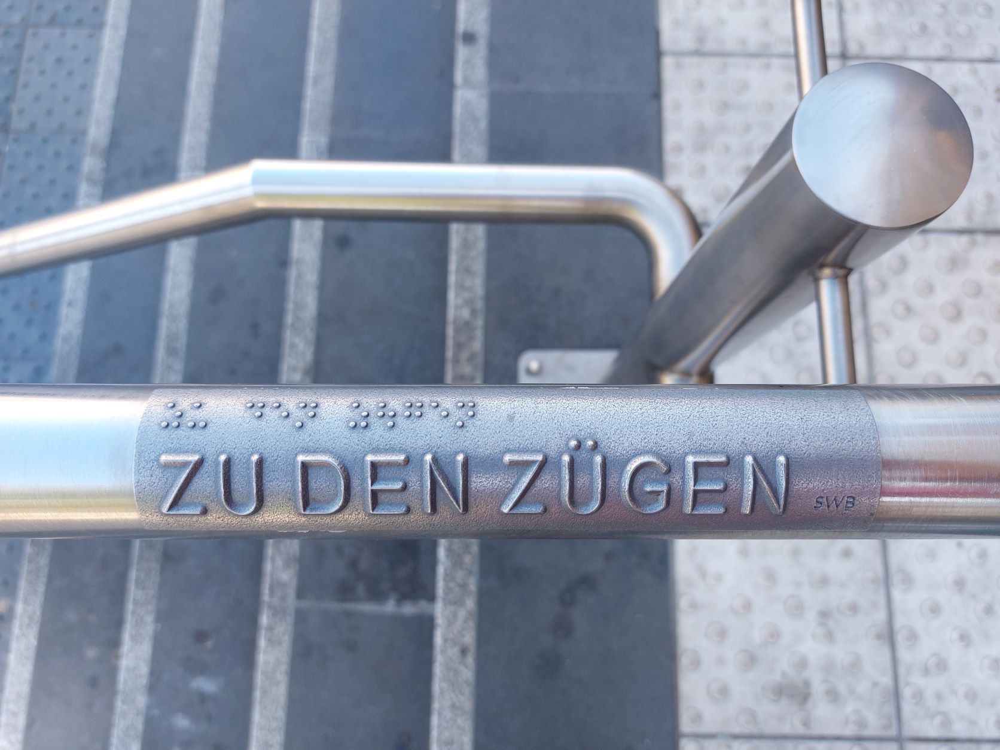 ⠵⠥ ⠙⠑⠝ ⠵⠳⠛⠑⠝
ZU DEN ZÜGEN
SWB